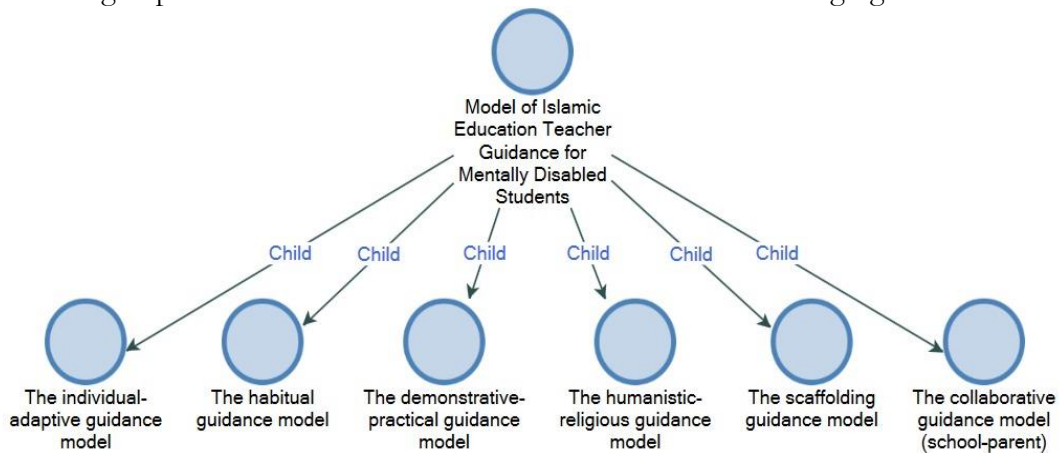 Model of Islamic
Education Teacher
Guidance for
Mentally Disabled
Students
Child
Child
Child
Child
Child
Child
The individual-
adaptive guidance
model
The habitual
guidance model
The demonstrative-
practical guidance
model
The humanistic-
religious guidance
model
The scaffolding
guidance model
The collaborative
guidance model
(school-parent)